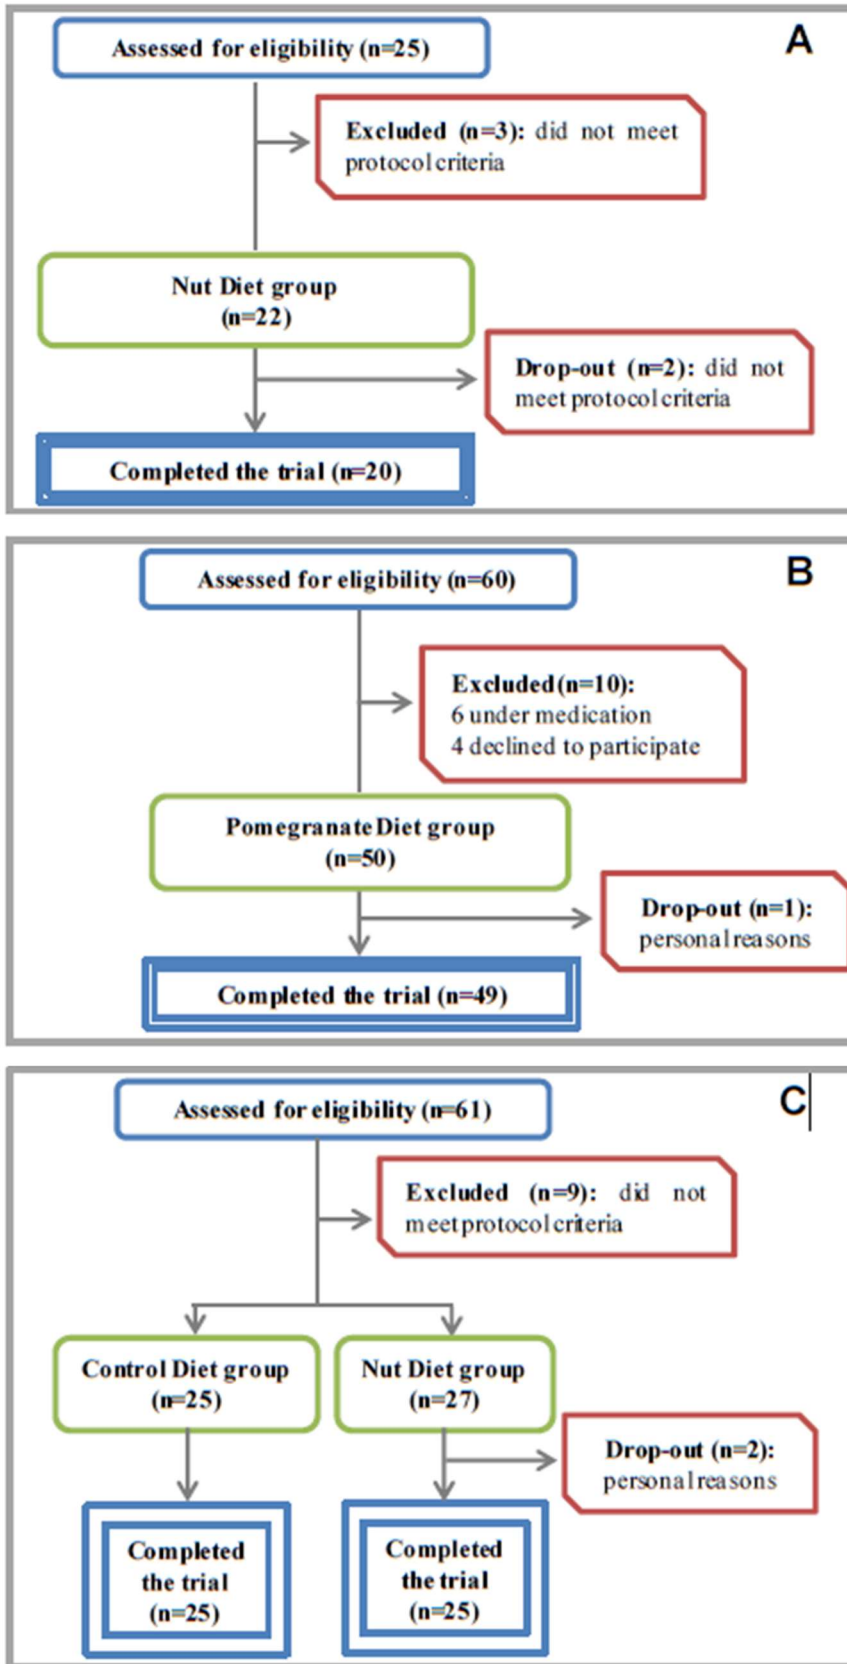 A
Assessed for eligibility (n=25)
Excluded (n=3): did not meet
protocol criteria
Nut Diet group
(n=22)
Drop-out (n=2): did not
meet protocol criteria
Completed the trial (n=20)
B
Assessed for eligibility (n=60)
Excluded (n=10):
6 under medication
4 declined to participate
Pomegranate Diet group
(n=50)
Drop-out (n=1):
personal reasons
Completed the trial (n=49)
C
Assessed for eligibility (n=61)
Excluded (n=9): did not
meet protocol criteria
Control Diet group
(n=25)
Nut Diet group
(n=27)
Drop-out (n=2):
personal reasons
Completed
the trial
(n=25)
Completed
the trial
(n=25)